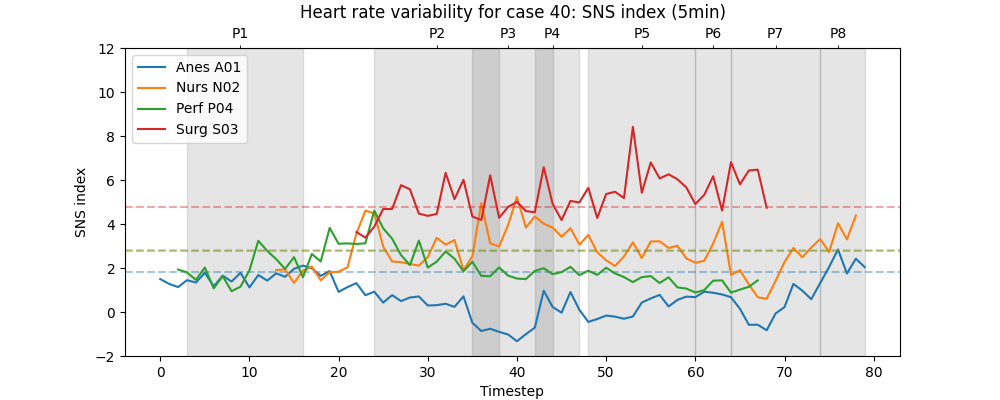 Heart rate variability for case 40: SNS index (5min)
P1 P2 P3 P4 P5 P6 P7 P8
12
10
8
6
4
2
0
−2
SNS index
Anes A01
Nurs N02
Perf P04
Surg S03
0 10 20 30 40 50 60 70 80
Timestep